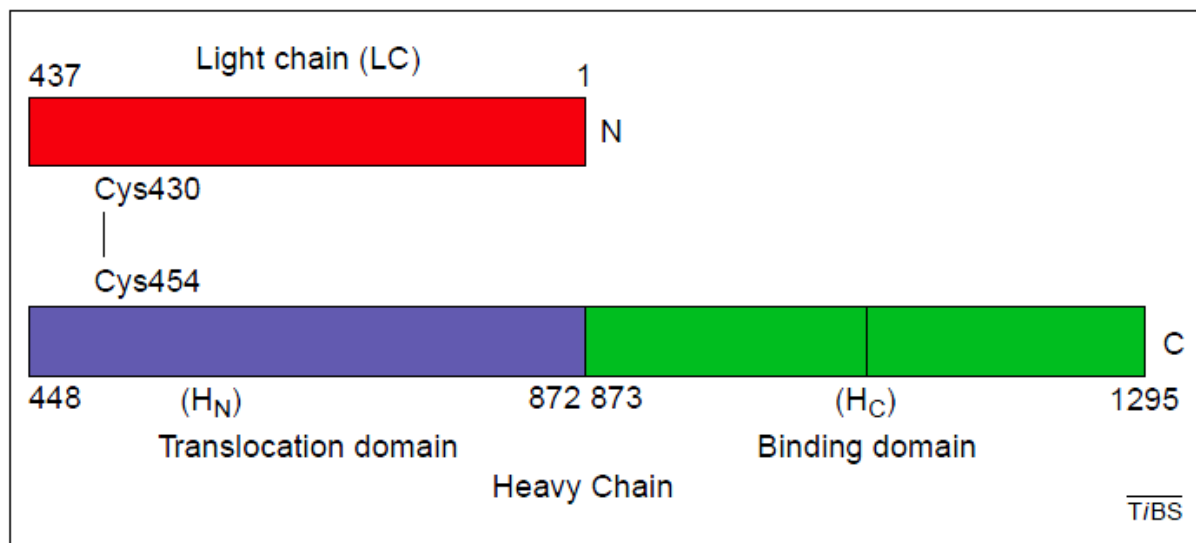 Light chain (LC)
437 1
N
Cys430
Cys454
C
448 (HN) 872 873 (HC) 1295
Translocation domain Binding domain
Heavy Chain
TiBS